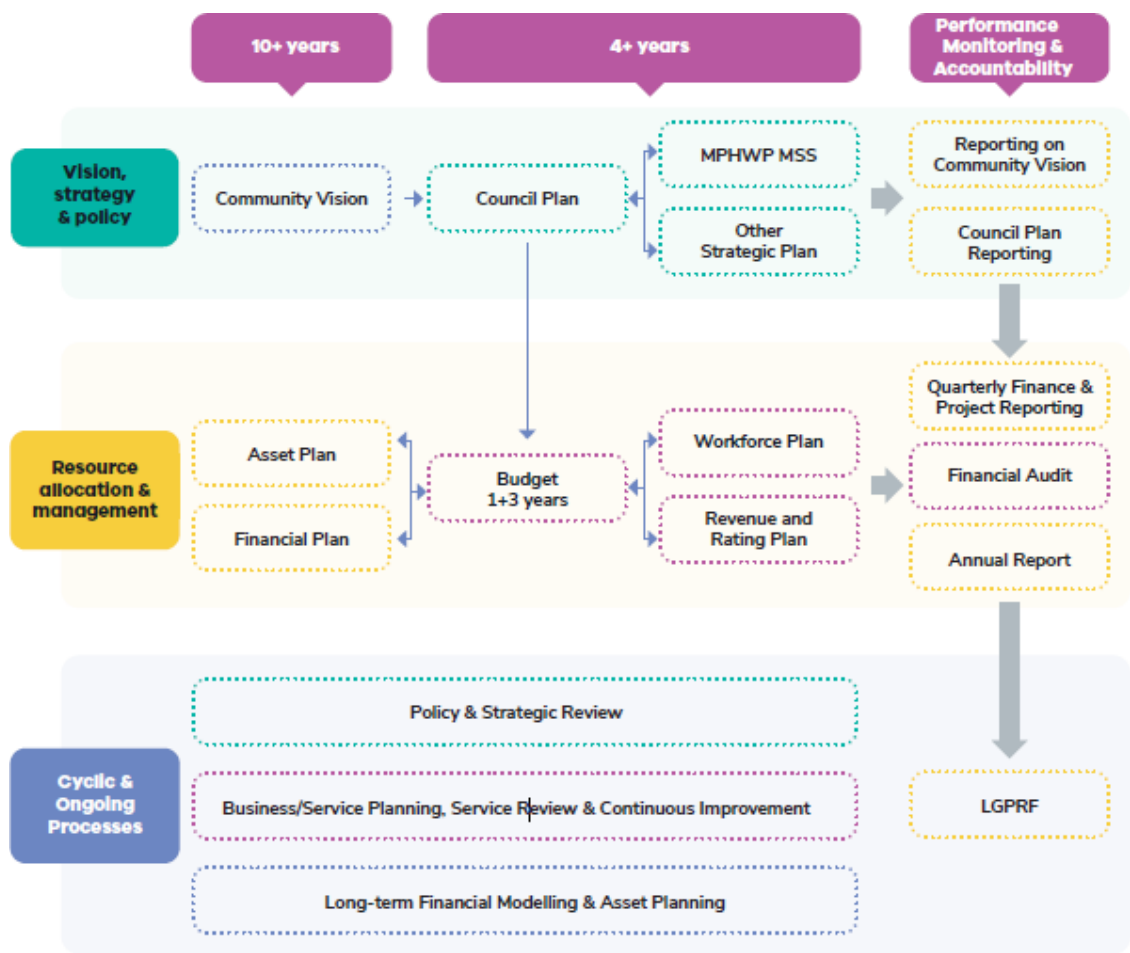 10+ years
4+ years
Performance
Monitoring &
Accountability
Vision,
strategy
& policy
Community Vision
Council Plan
MPHWP MSS
Other
Strategic Plan
Reporting on
Community Vision
Council Plan
Reporting
Resource
allocation &
management
Asset Plan
Financial Plan
Budget
1+3 years
Workforce Plan
Revenue and
Rating Plan
Quarterly Finance &
Project Reporting
Financial Audit
Annual Report
Cyclic &
Ongoing
Processes
Policy & Strategic Review
Business/Service Planning, Service Review & Continuous Improvement
Long-term Financial Modelling & Asset Planning
LGPRF